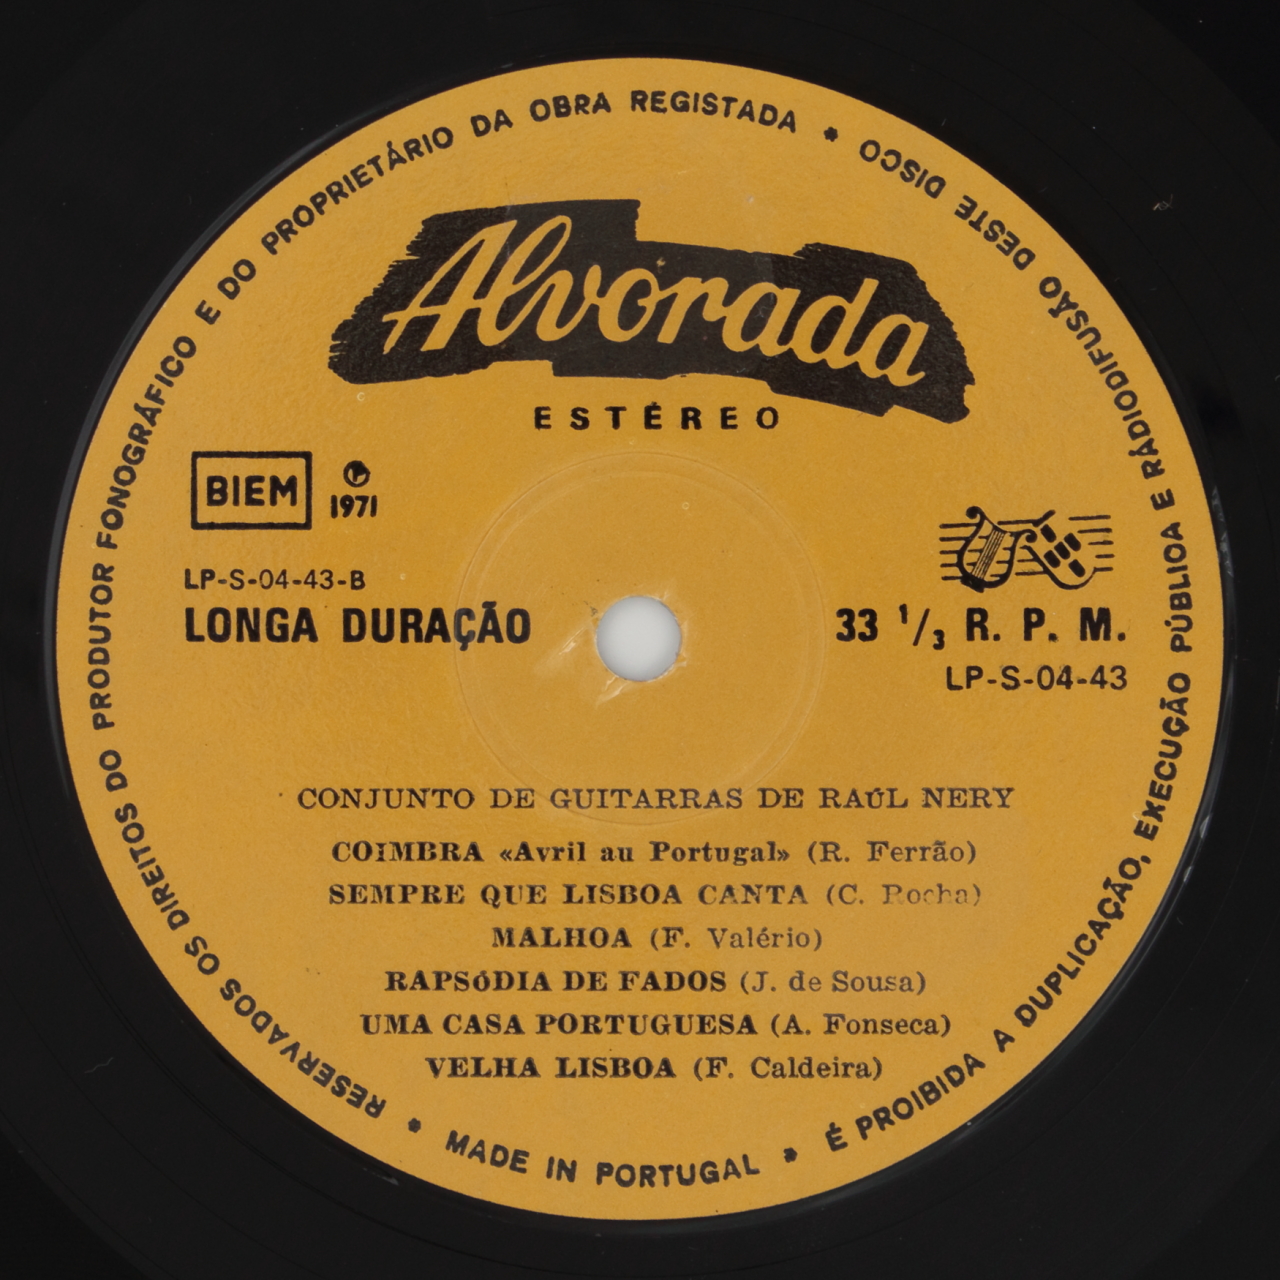 RESERVADOS OS DIREITOS DO PRODUTOR FONOGRÁFICO E DO PROPRIETÁRIO DA OBRA REGISTADA * É PROIBIDA A DUPLICAÇÃO, EXECUÇÃO PÚBLIOA E RÁDIODIFUSÃO DESTE DISCO * MADE IN PORTUGAL *
Alvorada
ESTÉREO
BIEM
Ⓟ
1971
LP-S-04-43-B
LONGA DURAÇÃO
33 1/3 R. P. M.
LP-S-04-43
CONJUNTO DE GUITARRAS DE RAÚL NERY
COIMBRA «Avril au Portugal» (R. Ferrão)
SEMPRE QUE LISBOA CANTA (C. Rocha)
MALHOA (F. Valério)
RAPSÓDIA DE FADOS (J. de Sousa)
UMA CASA PORTUGUESA (A. Fonseca)
VELHA LISBOA (F. Caldeira)